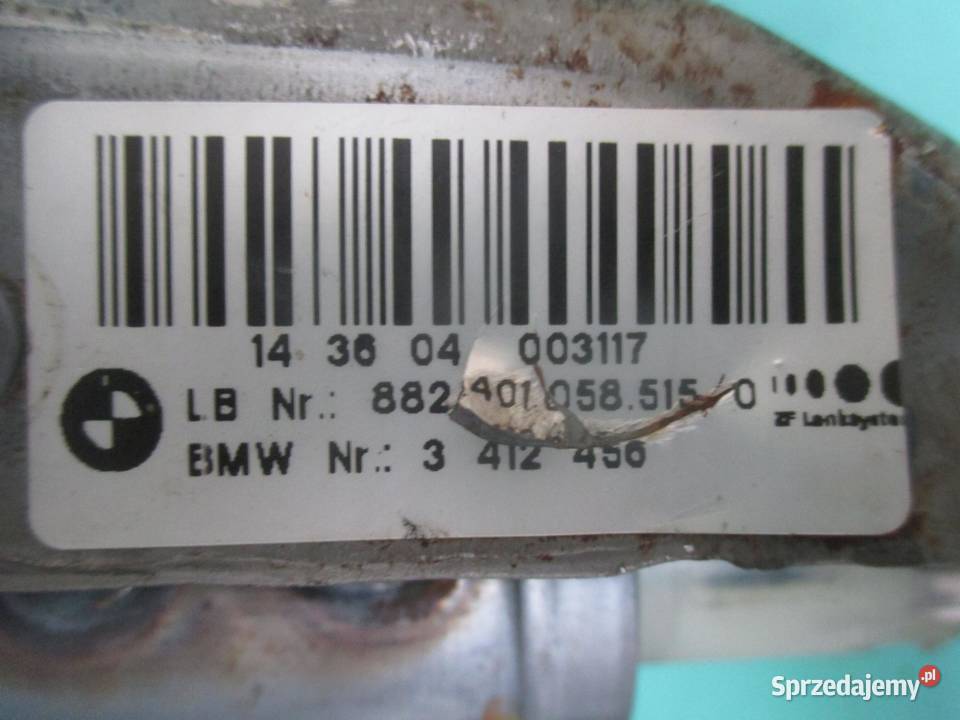 14 36 04 003117
LB Nr.: 882 401 058.515 0
BMW Nr.: 3 412 456
ZF
Sprzedajemy.pl